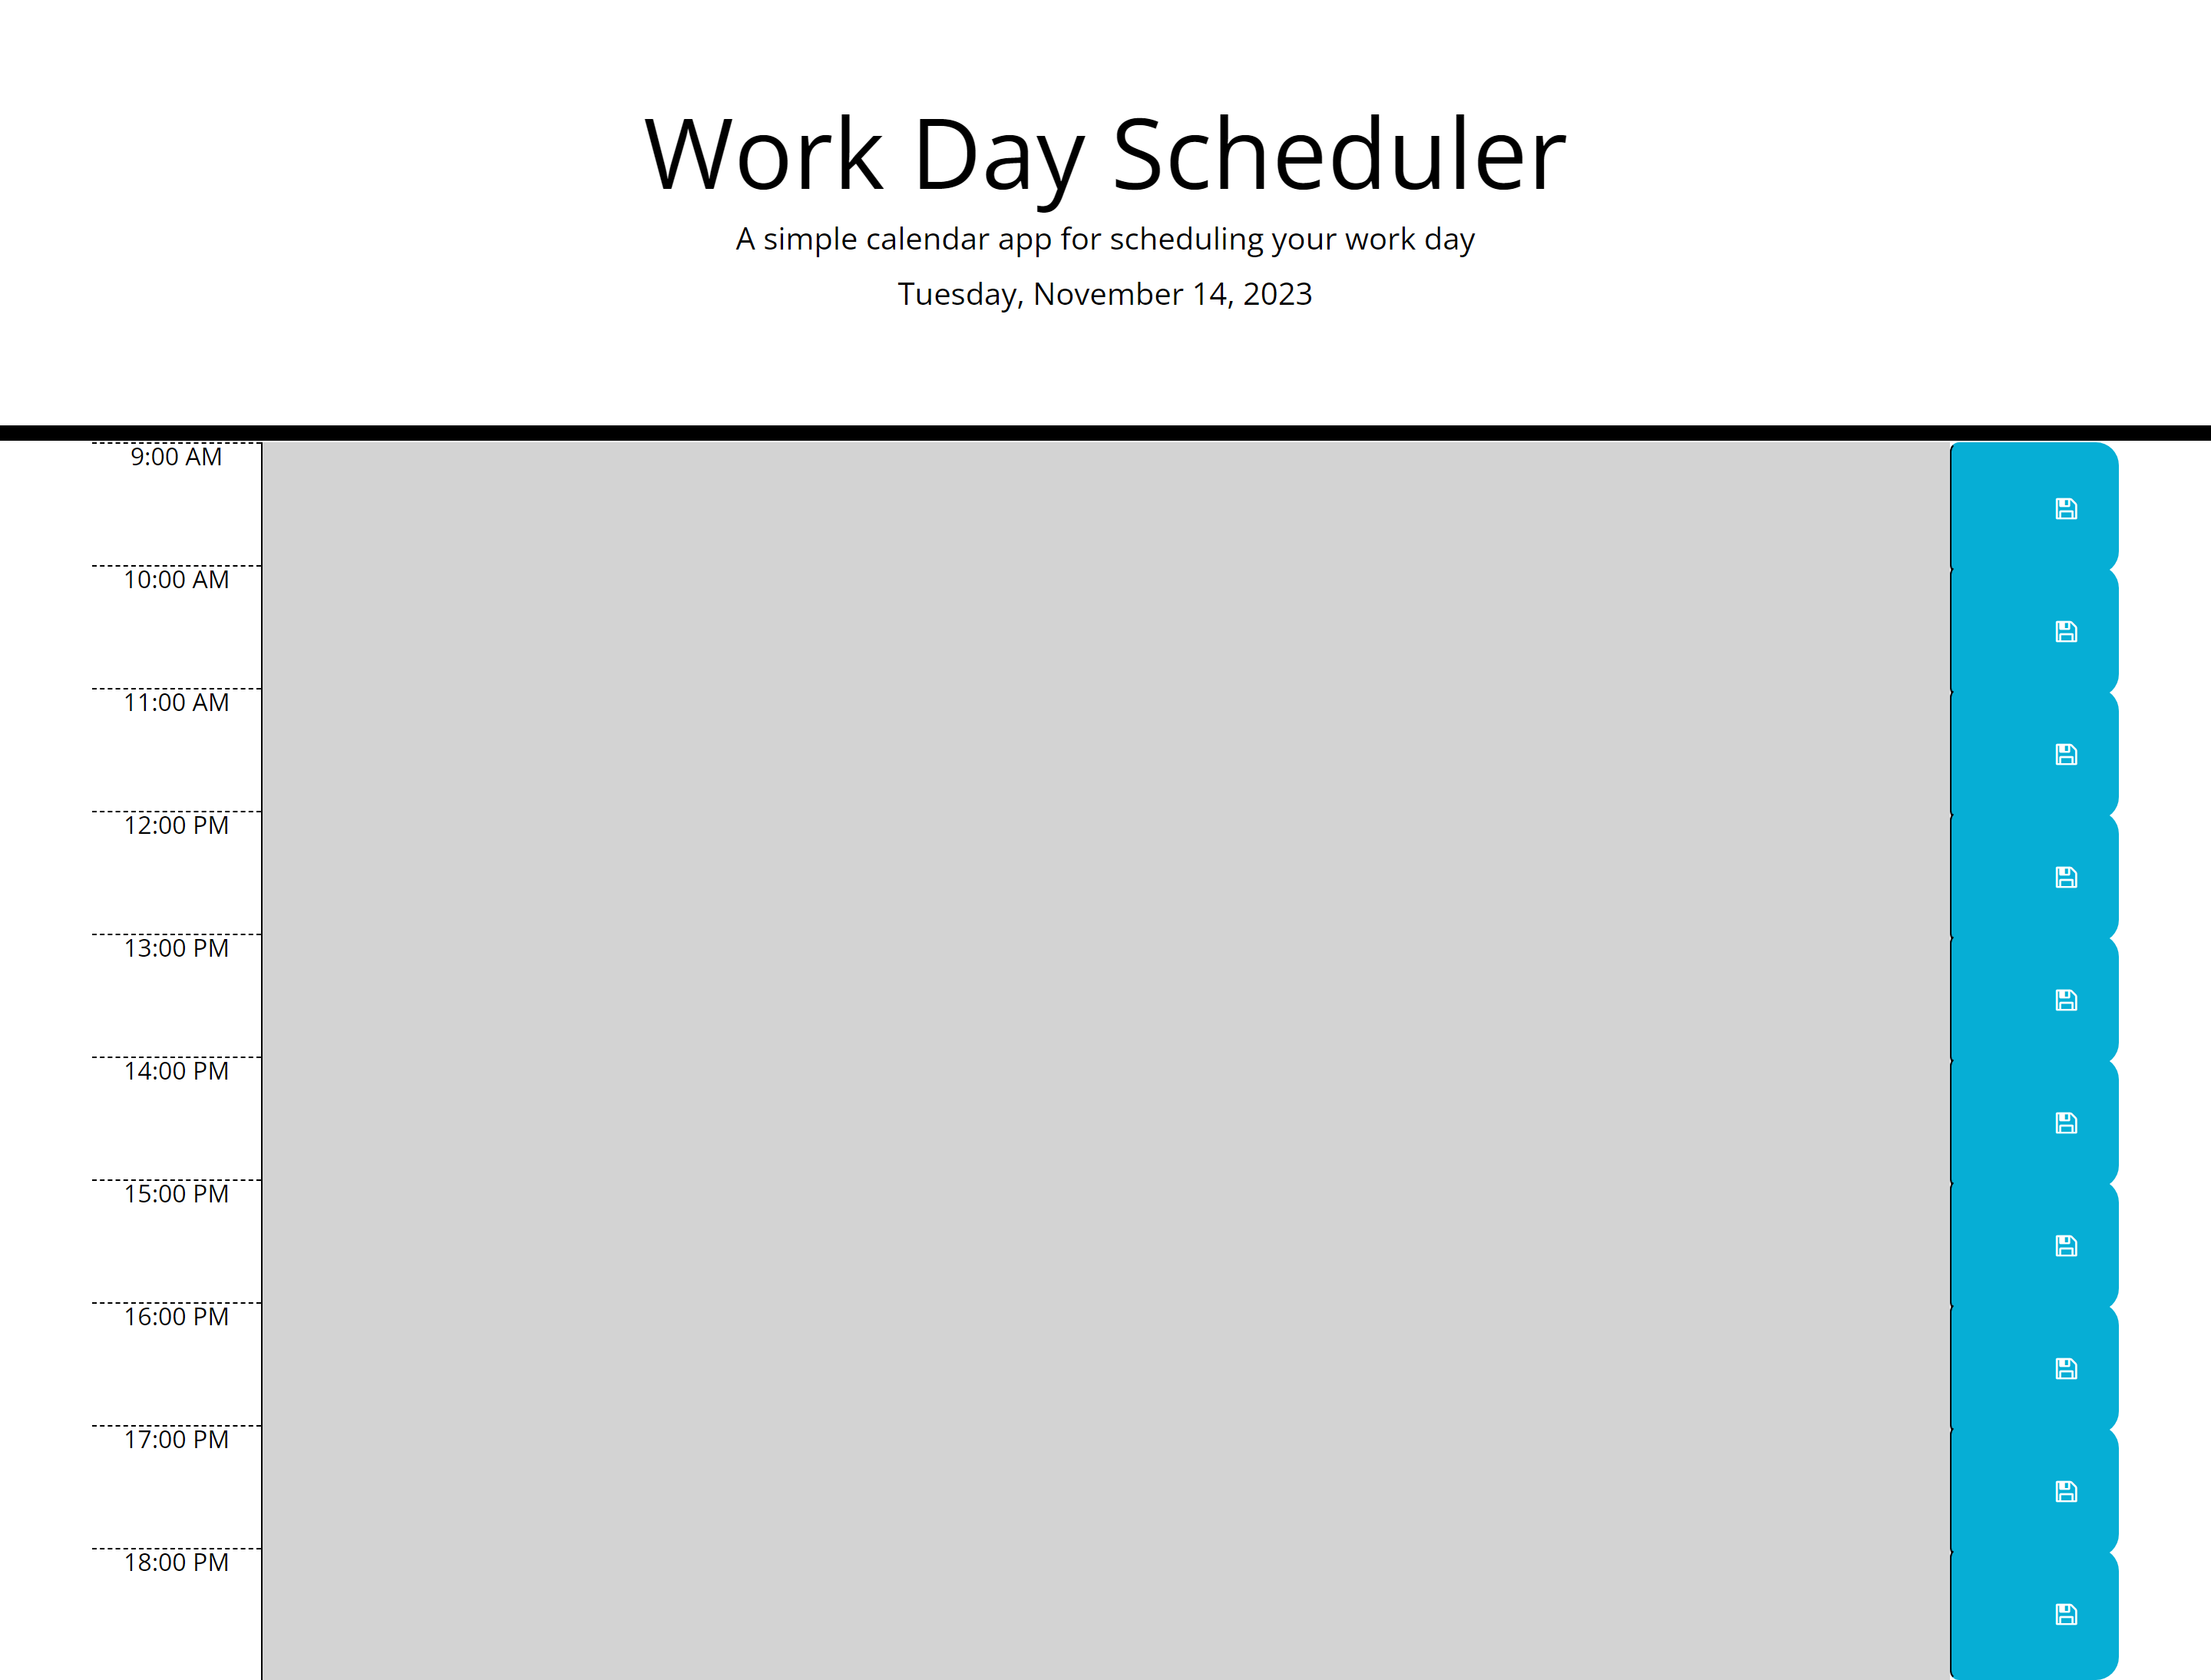 Work Day Scheduler
A simple calendar app for scheduling your work day
Tuesday, November 14, 2023
9:00 AM
10:00 AM
11:00 AM
12:00 PM
13:00 PM
14:00 PM
15:00 PM
16:00 PM
17:00 PM
18:00 PM